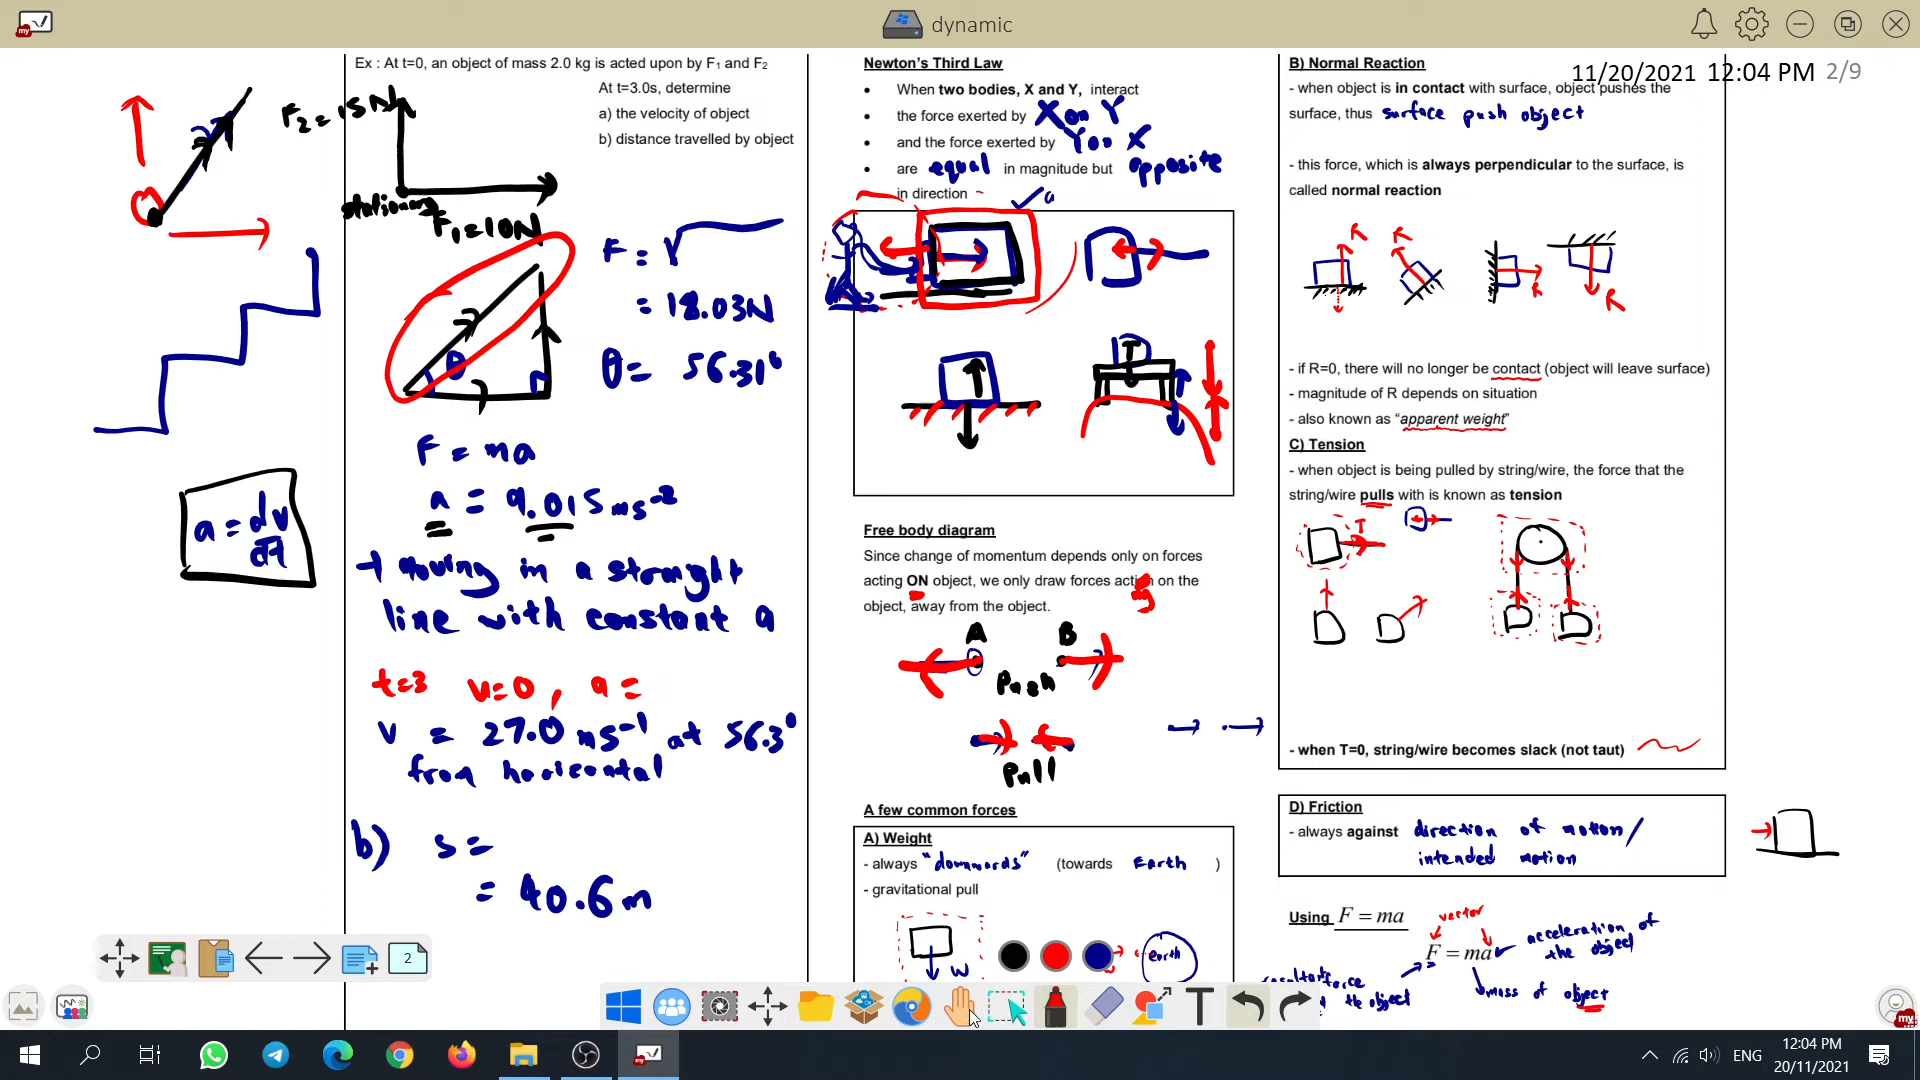 dynamic
11/20/2021 12:04 PM 2/9
Ex : At t=0, an object of mass 2.0 kg is acted upon by F₁ and F₂
At t=3.0s, determine
a) the velocity of object
b) distance travelled by object
F₂=15N
stationary
F₁=10N
F = √
= 18.03N
θ
θ = 56.31°
F = ma
a = 9.015 ms⁻²
a = dv/dt
→ Moving in a straight
line with constant a
t=3 u=0, a=
v = 27.0 ms⁻¹ at 56.3°
from horizontal
b) s =
= 40.6 m
Newton's Third Law
• When two bodies, X and Y, interact
• the force exerted by X on Y
• and the force exerted by Y on X
• are equal in magnitude but opposite
in direction
a
Free body diagram
Since change of momentum depends only on forces
acting ON object, we only draw forces acting on the
object, away from the object.
A B
Push
Pull
A few common forces
A) Weight
- always "downwards" (towards Earth )
- gravitational pull
W
earth
B) Normal Reaction
- when object is in contact with surface, object pushes the
surface, thus surface push object
- this force, which is always perpendicular to the surface, is
called normal reaction
R R R R
- if R=0, there will no longer be contact (object will leave surface)
- magnitude of R depends on situation
- also known as "apparent weight"
C) Tension
- when object is being pulled by string/wire, the force that the
string/wire pulls with is known as tension
T
- when T=0, string/wire becomes slack (not taut)
D) Friction
- always against direction of motion/
intended motion
Using F = ma
vector
F = ma
acceleration of
the object
the object
mass of object
2
T
ENG
12:04 PM
20/11/2021